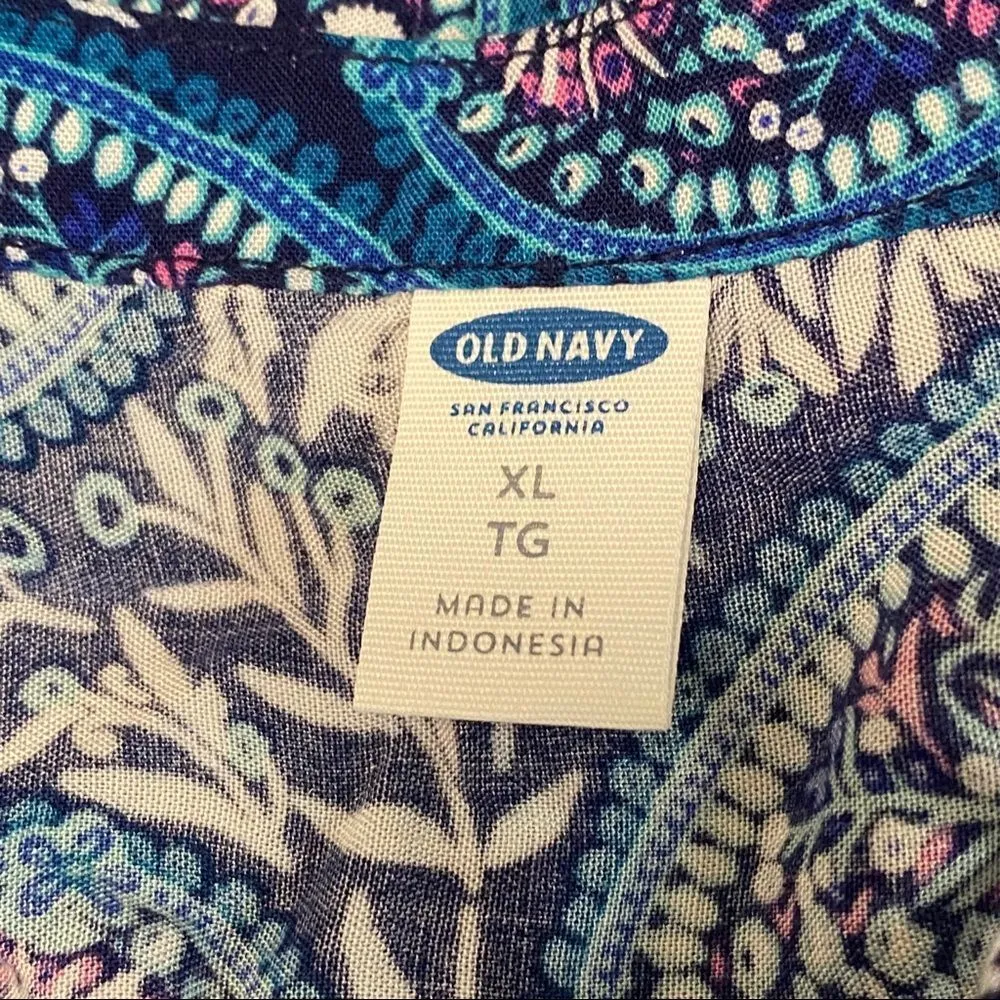 OLD NAVY
SAN FRANCISCO
CALIFORNIA
XL
TG
MADE IN
INDONESIA